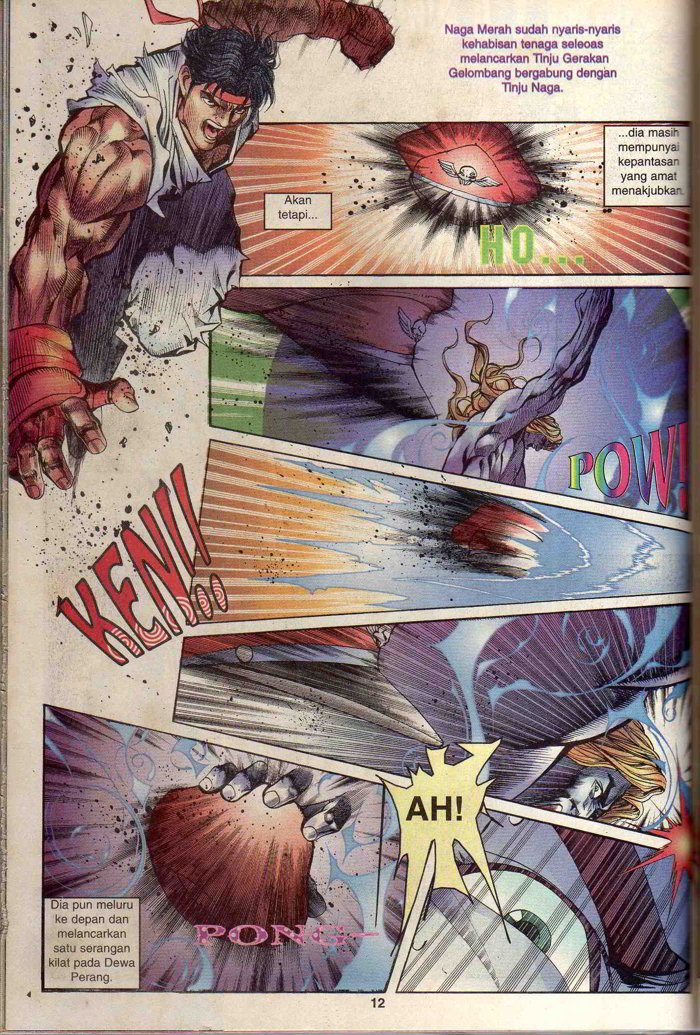 Naga Merah sudah nyaris-nyaris
kehabisan tenaga seleoas
melancarkan Tinju Gerakan
Gelombang bergabung dengan
Tinju Naga.
Akan
tetapi...
...dia masih
mempunyai
kepantasan
yang amat
menakjubkan.
HO...
POW!
KEN!!
...
AH!
Dia pun meluru
ke depan dan
melancarkan
satu serangan
kilat pada Dewa
Perang.
PONG-
12